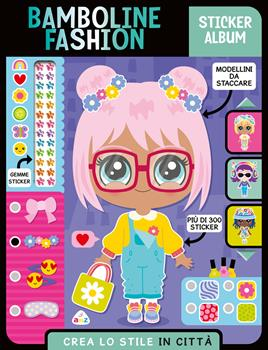 BAMBOLINE
FASHION
STICKER
ALBUM
MODELLINI
DA
STACCARE
GEMME
STICKER
PIÙ DI 300
STICKER
CREA LO STILE IN CITTÀ